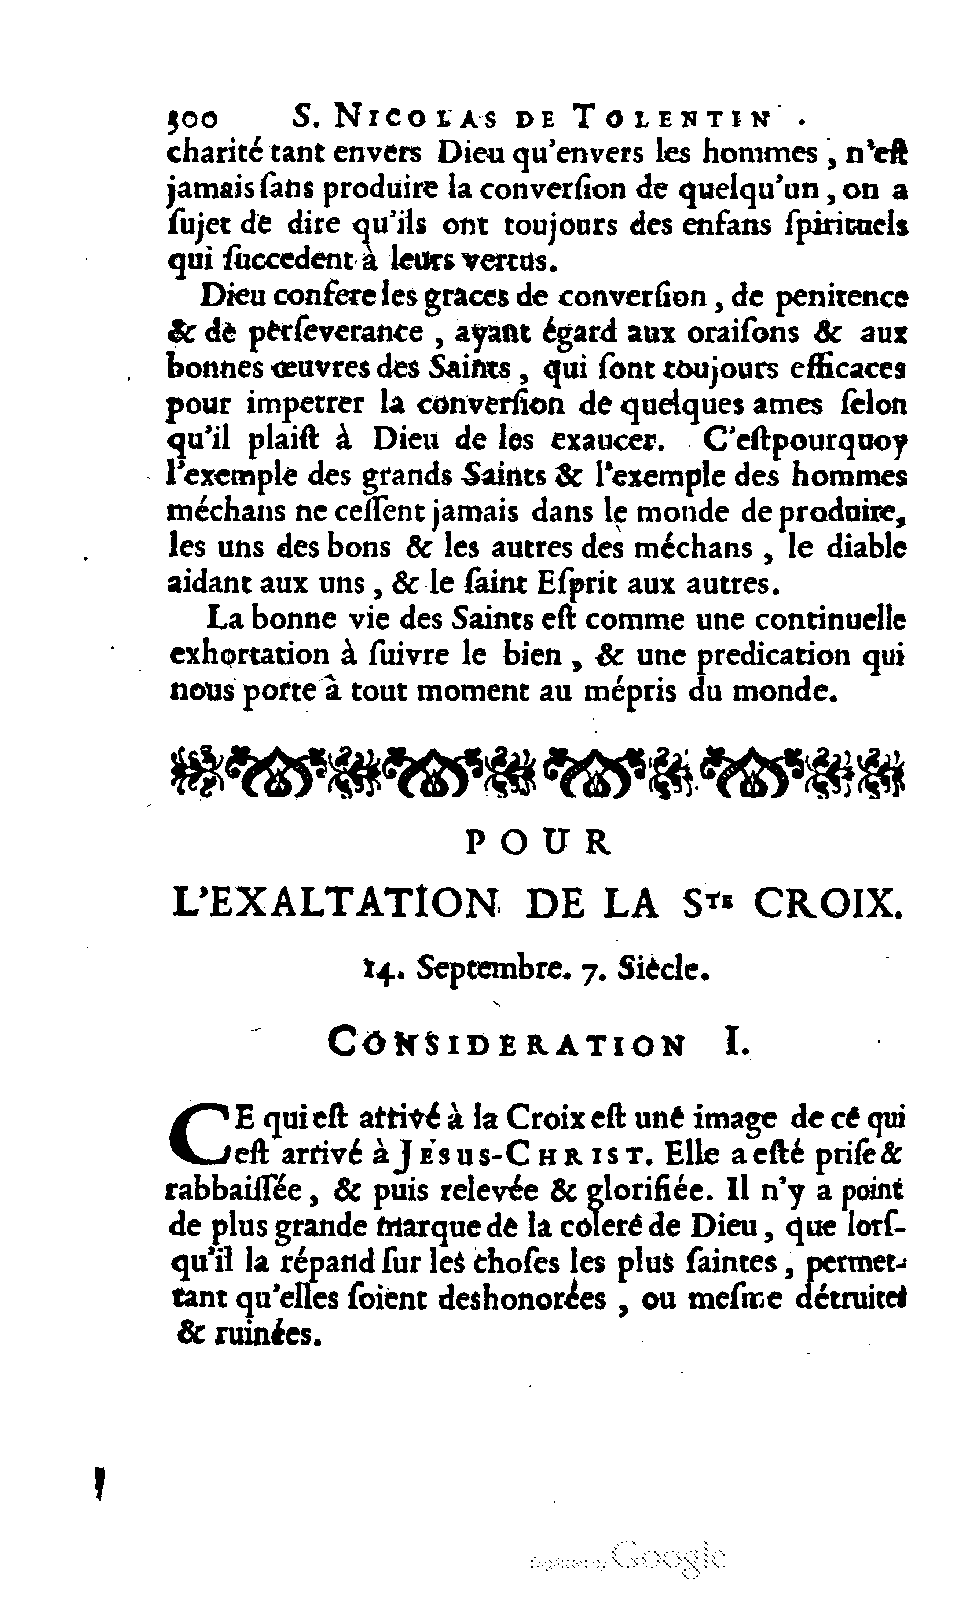 500 S. NICOLAS DE TOLENTIN .
charité tant envers Dieu qu'envers les hommes, n'eſt
jamais ſans produire la converſion de quelqu'un, on a
ſujet de dire qu'ils ont toujours des enfans ſpirituels
qui ſuccedent à leurs vertus.
Dieu confere les graces de converſion, de penitence
& de perſeverance, ayant égard aux oraiſons & aux
bonnes œuvres des Saints, qui ſont toujours efficaces
pour impetrer la converſion de quelques ames ſelon
qu'il plaiſt à Dieu de les exaucer. C'eſtpourquoy
l'exemple des grands Saints & l'exemple des hommes
méchans ne ceſſent jamais dans le monde de produire,
les uns des bons & les autres des méchans, le diable
aidant aux uns, & le ſaint Eſprit aux autres.
La bonne vie des Saints eſt comme une continuelle
exhortation à ſuivre le bien, & une predication qui
nous porte à tout moment au mépris du monde.
POUR
L'EXALTATION DE LA STE CROIX.
14. Septembre. 7. Siècle.
CONSIDERATION I.
CE qui eſt arrivé à la Croix eſt une image de ce qui
eſt arrivé à JESUS-CHRIST. Elle a eſté priſe &
rabbaiſſée, & puis relevée & glorifiée. Il n'y a point
de plus grande marque de la colere de Dieu, que lorſ-
qu'il la répand ſur les choſes les plus ſaintes, permet-
tant qu'elles ſoient deshonorées, ou meſme détruites
& ruinées.
Digitized by Google